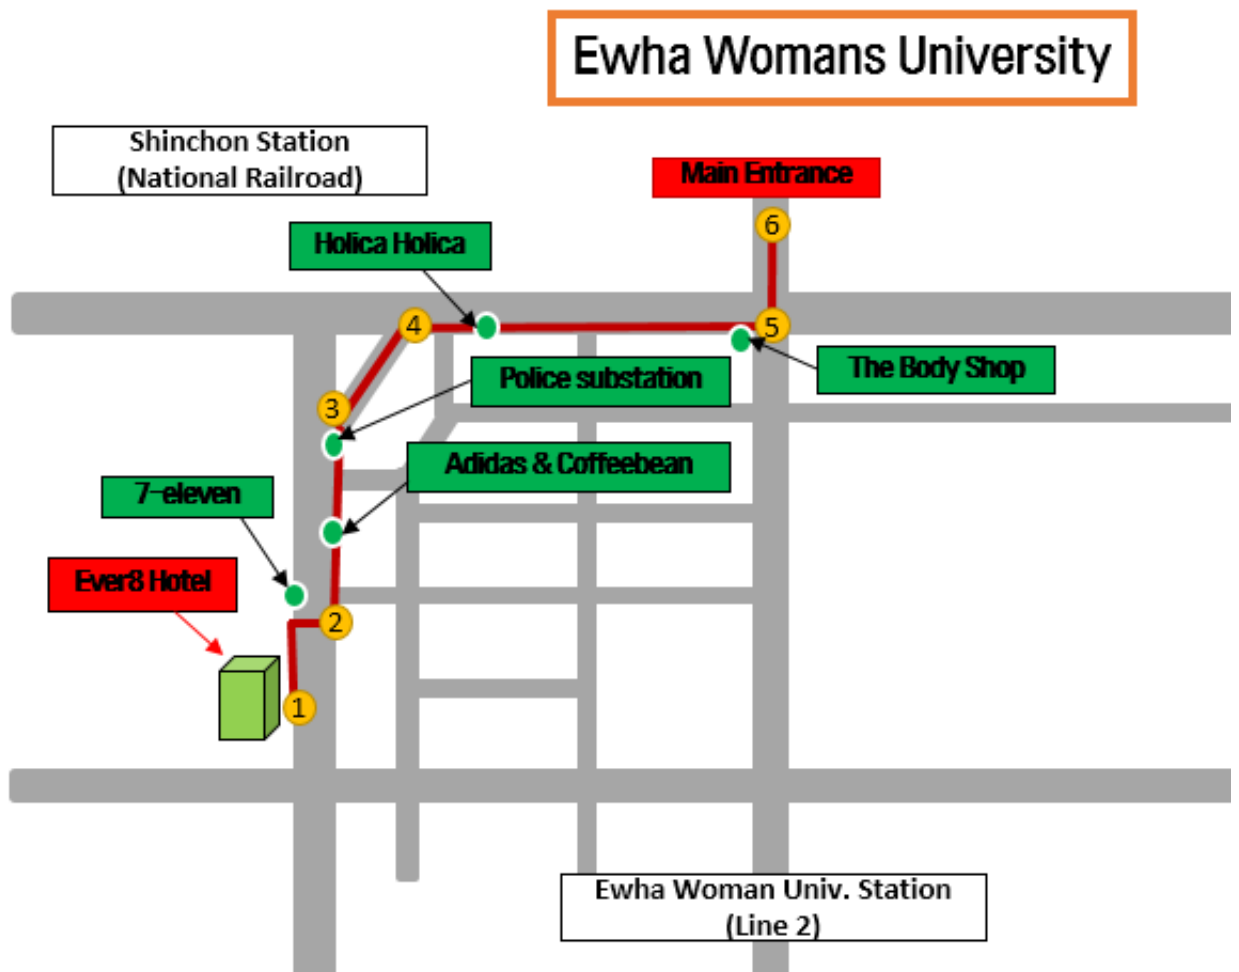 Ewha Womans University
Shinchon Station
(National Railroad)
Main Entrance
6
Holica Holica
4
5
The Body Shop
Police substation
3
Adidas & Coffeebean
7-eleven
Ever8 Hotel
2
1
Ewha Woman Univ. Station
(Line 2)